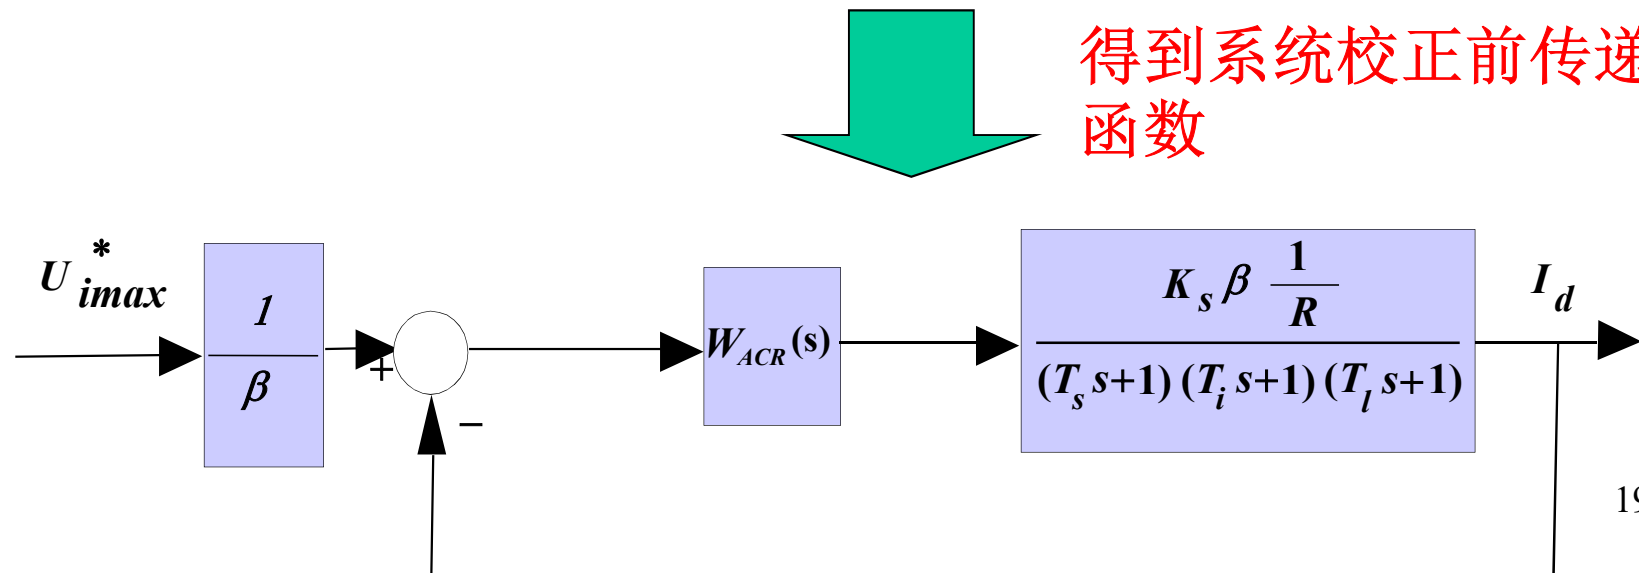 得到系统校正前传递
函数
U*imax
1
β
+
−
W_ACR(s)
K_s β 1
R
(T_s s+1) (T_i s+1) (T_l s+1)
I_d
19